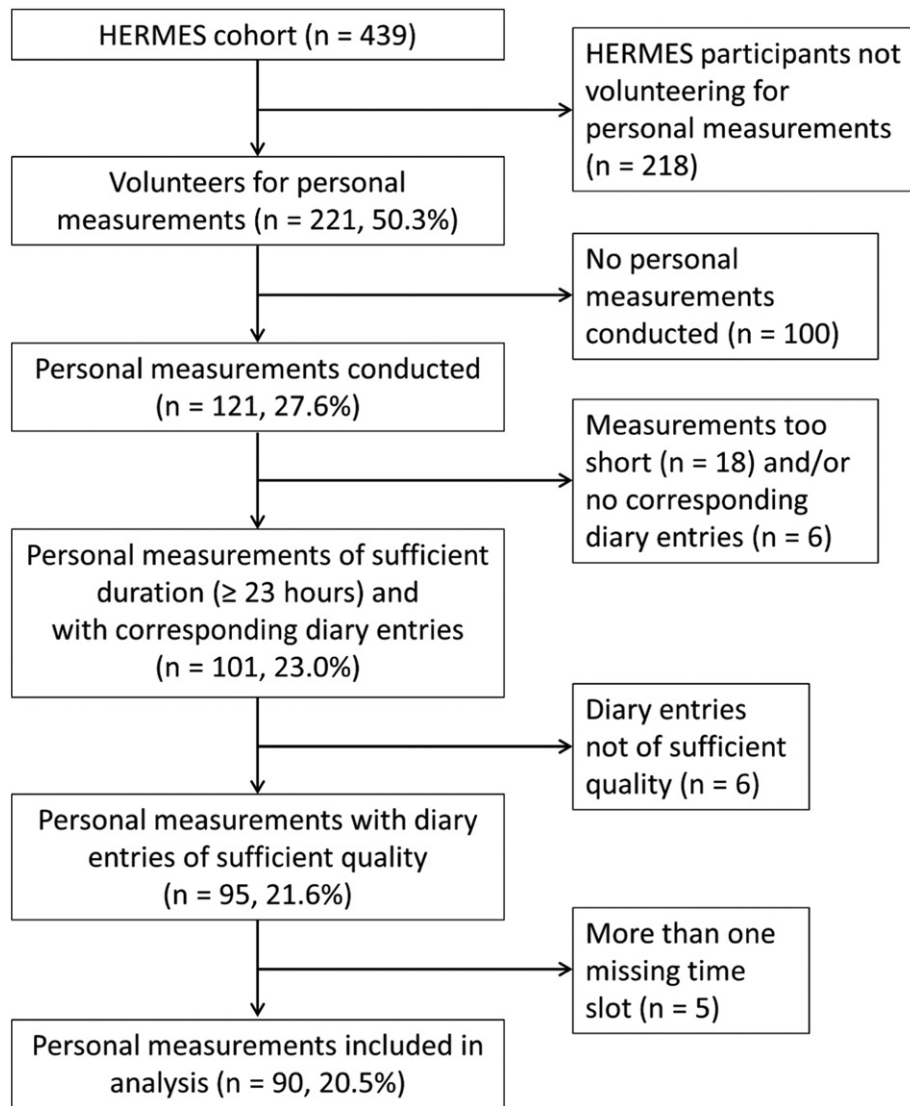 HERMES cohort (n = 439)
HERMES participants not
volunteering for
personal measurements
(n = 218)
Volunteers for personal
measurements (n = 221, 50.3%)
No personal
measurements
conducted (n = 100)
Personal measurements conducted
(n = 121, 27.6%)
Measurements too
short (n = 18) and/or
no corresponding
diary entries (n = 6)
Personal measurements of sufficient
duration (≥ 23 hours) and
with corresponding diary entries
(n = 101, 23.0%)
Diary entries
not of sufficient
quality (n = 6)
Personal measurements with diary
entries of sufficient quality
(n = 95, 21.6%)
More than one
missing time
slot (n = 5)
Personal measurements included in
analysis (n = 90, 20.5%)